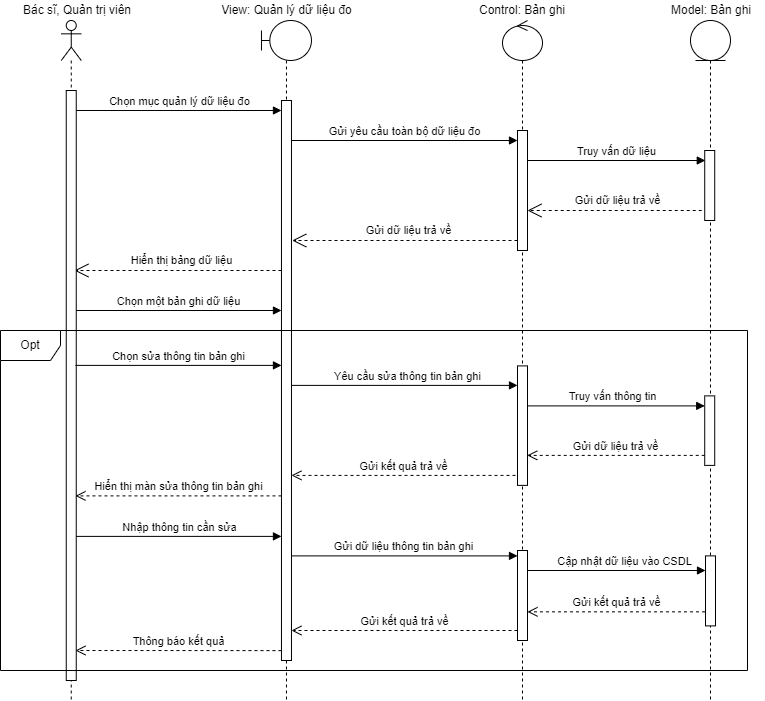 Bác sĩ, Quản trị viên
View: Quản lý dữ liệu đo
Control: Bản ghi
Model: Bản ghi
Chọn mục quản lý dữ liệu đo
Gửi yêu cầu toàn bộ dữ liệu đo
Truy vấn dữ liệu
Gửi dữ liệu trả về
Gửi dữ liệu trả về
Hiển thị bảng dữ liệu
Chọn một bản ghi dữ liệu
Opt
Chọn sửa thông tin bản ghi
Yêu cầu sửa thông tin bản ghi
Truy vấn thông tin
Gửi dữ liệu trả về
Gửi kết quả trả về
Hiển thị màn sửa thông tin bản ghi
Nhập thông tin cần sửa
Gửi dữ liệu thông tin bản ghi
Cập nhật dữ liệu vào CSDL
Gửi kết quả trả về
Gửi kết quả trả về
Thông báo kết quả